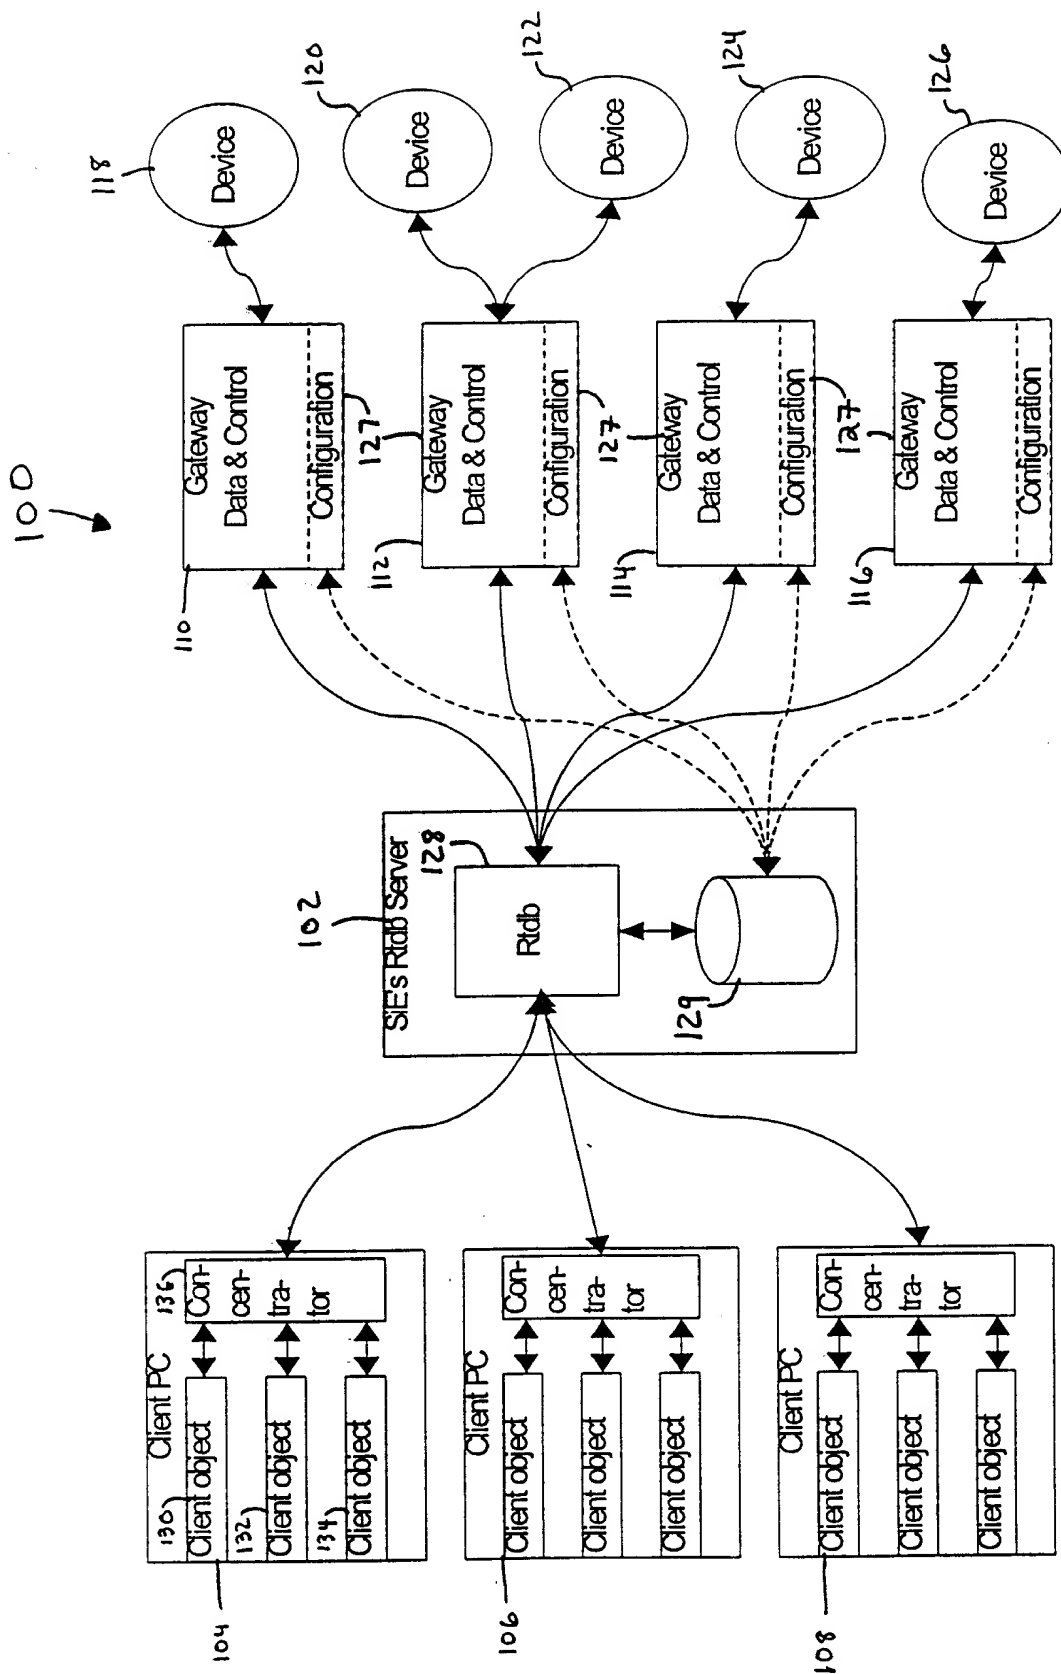 100
Client PC
130
Client object
132
Client object
134
Client object
136
Con-
cen-
tra-
tor
104
Client PC
Client object
Client object
Client object
Con-
cen-
tra-
tor
106
Client PC
Client object
Client object
Client object
Con-
cen-
tra-
tor
108
102
SiE's Rtdb Server
128
Rtdb
129
110
Gateway
Data & Control
Configuration
127
112
Gateway
Data & Control
Configuration
127
114
Gateway
Data & Control
Configuration
127
116
Gateway
Data & Control
Configuration
127
118
Device
120
Device
122
Device
124
Device
126
Device